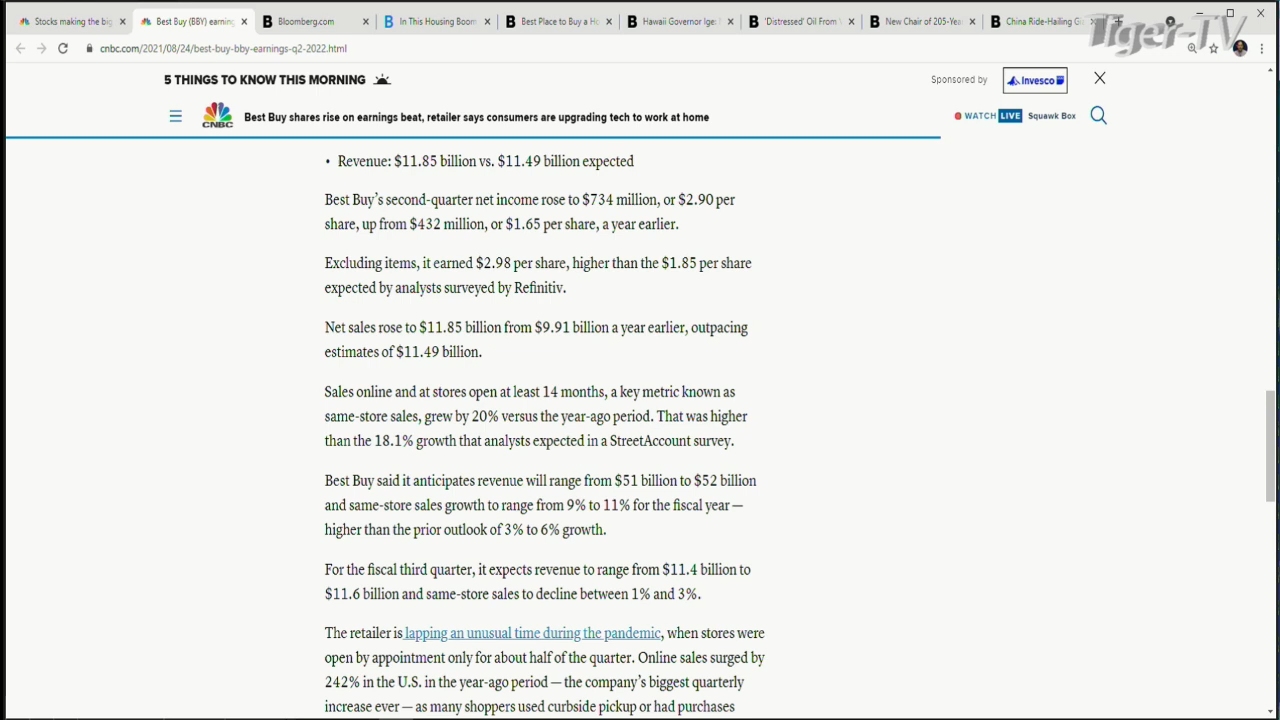 Stocks making the big
Best Buy (BBY) earning
Bloomberg.com
In This Housing Boom
Best Place to Buy a Ho
Hawaii Governor Ige:
'Distressed' Oil From
New Chair of 205-Yea
China Ride-Hailing Gi
Tiger-TV
cnbc.com/2021/08/24/best-buy-bby-earnings-q2-2022.html
5 THINGS TO KNOW THIS MORNING
Sponsored by
Invesco
CNBC
Best Buy shares rise on earnings beat, retailer says consumers are upgrading tech to work at home
WATCH LIVE Squawk Box
• Revenue: $11.85 billion vs. $11.49 billion expected
Best Buy's second-quarter net income rose to $734 million, or $2.90 per
share, up from $432 million, or $1.65 per share, a year earlier.
Excluding items, it earned $2.98 per share, higher than the $1.85 per share
expected by analysts surveyed by Refinitiv.
Net sales rose to $11.85 billion from $9.91 billion a year earlier, outpacing
estimates of $11.49 billion.
Sales online and at stores open at least 14 months, a key metric known as
same-store sales, grew by 20% versus the year-ago period. That was higher
than the 18.1% growth that analysts expected in a StreetAccount survey.
Best Buy said it anticipates revenue will range from $51 billion to $52 billion
and same-store sales growth to range from 9% to 11% for the fiscal year —
higher than the prior outlook of 3% to 6% growth.
For the fiscal third quarter, it expects revenue to range from $11.4 billion to
$11.6 billion and same-store sales to decline between 1% and 3%.
The retailer is lapping an unusual time during the pandemic, when stores were
open by appointment only for about half of the quarter. Online sales surged by
242% in the U.S. in the year-ago period — the company's biggest quarterly
increase ever — as many shoppers used curbside pickup or had purchases